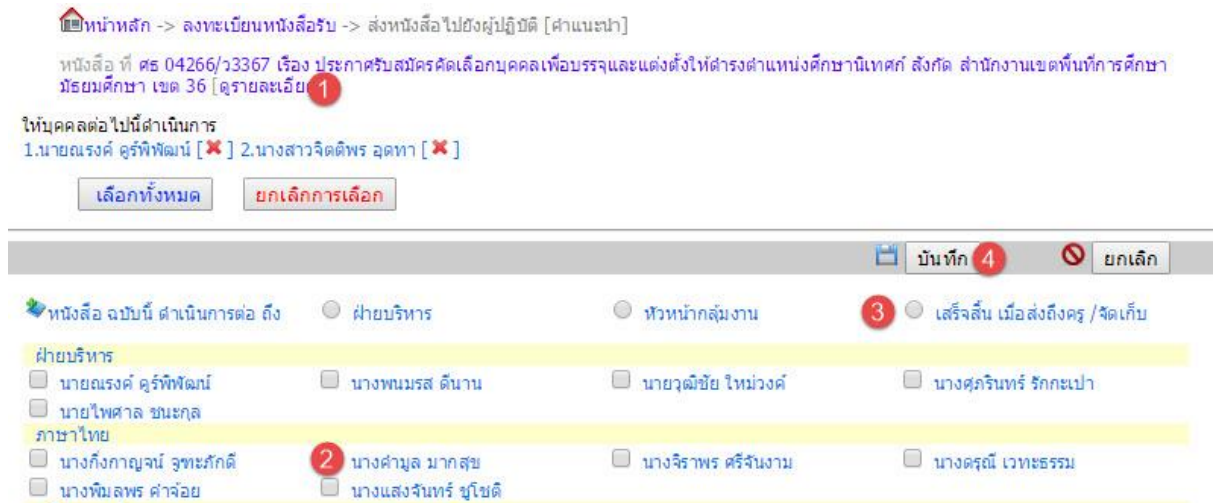 หน้าหลัก -> ลงทะเบียนหนังสือรับ -> ส่งหนังสือไปยังผู้ปฏิบัติ [คำแนะนำ]
หนังสือ ที่ ศธ 04266/ว3367 เรื่อง ประกาศรับสมัครคัดเลือกบุคคลเพื่อบรรจุและแต่งตั้งให้ดำรงตำแหน่งศึกษานิเทศก์ สังกัด สำนักงานเขตพื้นที่การศึกษา
มัธยมศึกษา เขต 36 [ดูรายละเอีย 1
ให้บุคคลต่อไปนี้ดำเนินการ
1.นายณรงค์ คูร์พิพัฒน์ [ ] 2.นางสาวจิตติพร อุดทา [ ]
เลือกทั้งหมด ยกเลิกการเลือก
บันทึก 4 ยกเลิก
หนังสือ ฉบับนี้ ดำเนินการต่อ ถึง ฝ่ายบริหาร หัวหน้ากลุ่มงาน 3 เสร็จสิ้น เมื่อส่งถึงครู /จัดเก็บ
ฝ่ายบริหาร
นายณรงค์ คูร์พิพัฒน์ นางพนมรส ดีนาน นายวุฒิชัย ใหม่วงค์ นางศุภรินทร์ รักกะเปา
นายไพศาล ชนะกุล
ภาษาไทย
นางกิ่งกาญจน์ จูฑะภักดี 2 นางคำมูล มากสุข นางจิราพร ศรีจันงาม นางดรุณี เวทะธรรม
นางพิมลพร คำจ้อย นางแสงจันทร์ ชูโชติ